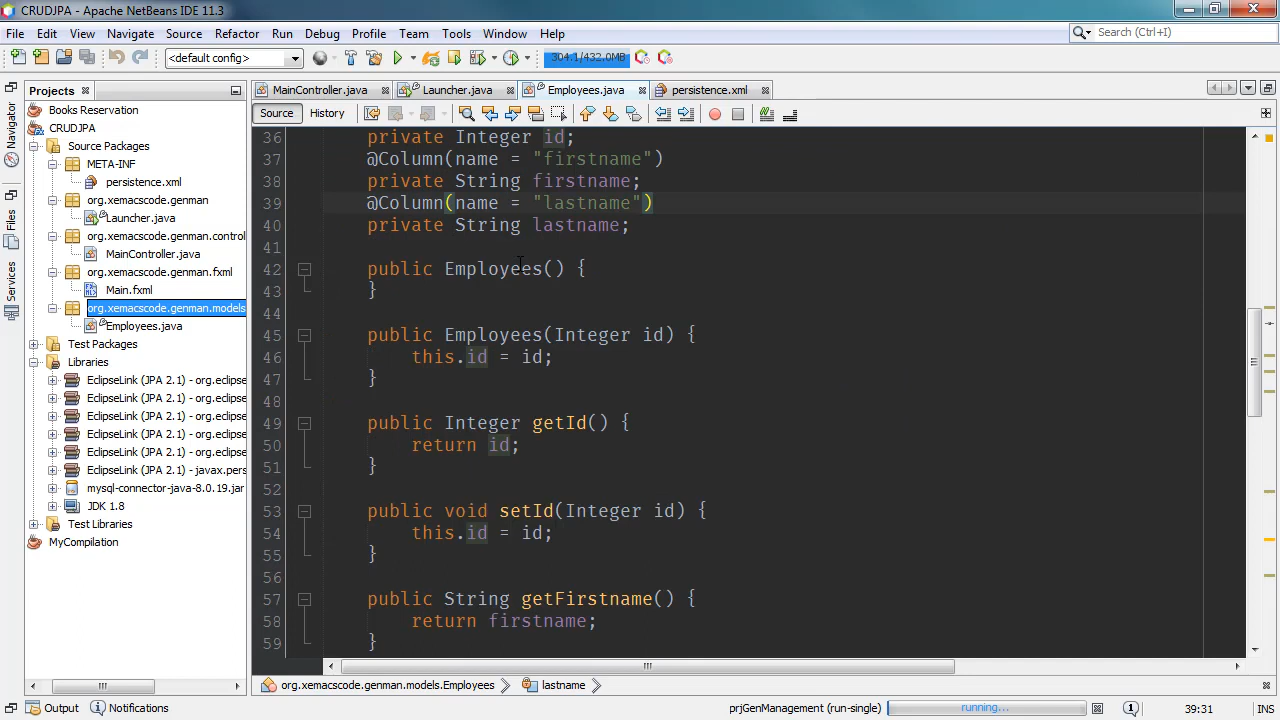 CRUDJPA - Apache NetBeans IDE 11.3
File Edit View Navigate Source Refactor Run Debug Profile Team Tools Window Help
Search (Ctrl+I)
<default config>
304.1/432.0MB
Projects
MainController.java
Launcher.java
Employees.java
persistence.xml
Source
History
Navigator
Files
Services
Books Reservation
CRUDJPA
Source Packages
META-INF
persistence.xml
org.xemacscode.genman
Launcher.java
org.xemacscode.genman.control
MainController.java
org.xemacscode.genman.fxml
Main.fxml
org.xemacscode.genman.models
Employees.java
Test Packages
Libraries
EclipseLink (JPA 2.1) - org.eclipse
EclipseLink (JPA 2.1) - org.eclipse
EclipseLink (JPA 2.1) - org.eclipse
EclipseLink (JPA 2.1) - org.eclipse
EclipseLink (JPA 2.1) - org.eclipse
EclipseLink (JPA 2.1) - javax.pers
mysql-connector-java-8.0.19.jar
JDK 1.8
Test Libraries
MyCompilation
36 private Integer id;
37 @Column(name = "firstname")
38 private String firstname;
39 @Column(name = "lastname")
40 private String lastname;
41
42 public Employees() {
43 }
44
45 public Employees(Integer id) {
46 this.id = id;
47 }
48
49 public Integer getId() {
50 return id;
51 }
52
53 public void setId(Integer id) {
54 this.id = id;
55 }
56
57 public String getFirstname() {
58 return firstname;
59 }
org.xemacscode.genman.models.Employees
lastname
Output
Notifications
prjGenManagement (run-single)
running...
1
39:31
INS